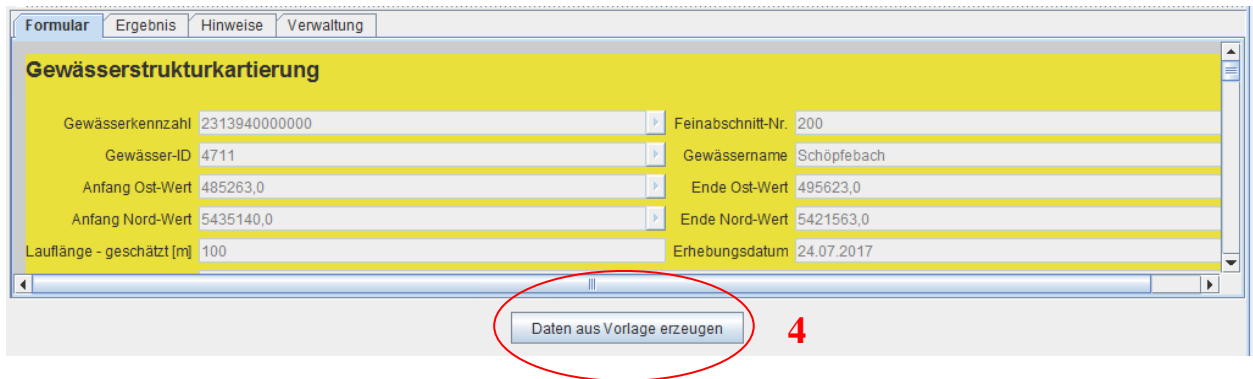 Formular Ergebnis Hinweise Verwaltung
Gewässerstrukturkartierung
Gewässerkennzahl 2313940000000 Feinabschnitt-Nr. 200
Gewässer-ID 4711 Gewässername Schöpfebach
Anfang Ost-Wert 485263,0 Ende Ost-Wert 495623,0
Anfang Nord-Wert 5435140,0 Ende Nord-Wert 5421563,0
Lauflänge - geschätzt [m] 100 Erhebungsdatum 24.07.2017
Daten aus Vorlage erzeugen 4